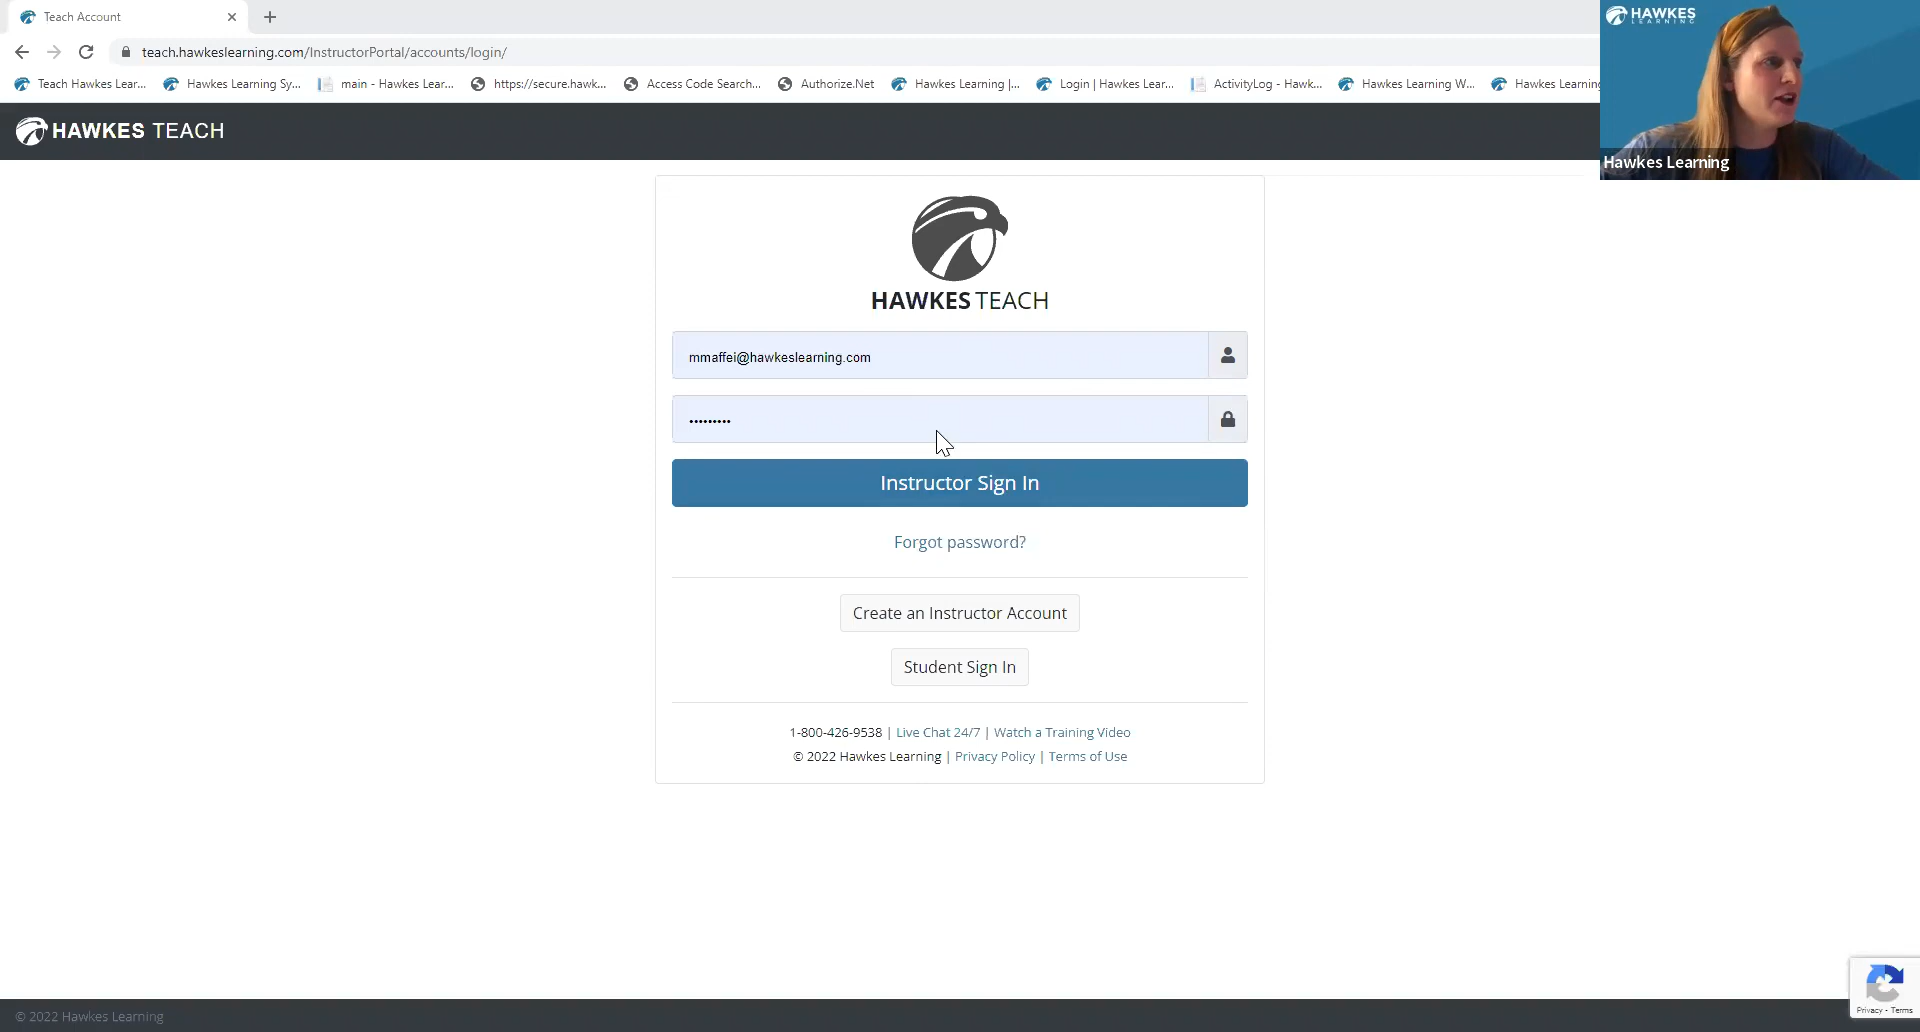 Teach Account
teach.hawkeslearning.com/InstructorPortal/accounts/login/
Teach Hawkes Lear... Hawkes Learning Sy... main - Hawkes Lear... https://secure.hawk... Access Code Search... Authorize.Net Hawkes Learning |... Login | Hawkes Lear... ActivityLog - Hawk... Hawkes Learning W... Hawkes Learning
HAWKES LEARNING
Hawkes Learning
HAWKES TEACH
HAWKES TEACH
mmaffei@hawkeslearning.com
•••••••••
Instructor Sign In
Forgot password?
Create an Instructor Account
Student Sign In
1-800-426-9538 | Live Chat 24/7 | Watch a Training Video
© 2022 Hawkes Learning | Privacy Policy | Terms of Use
Privacy - Terms
© 2022 Hawkes Learning